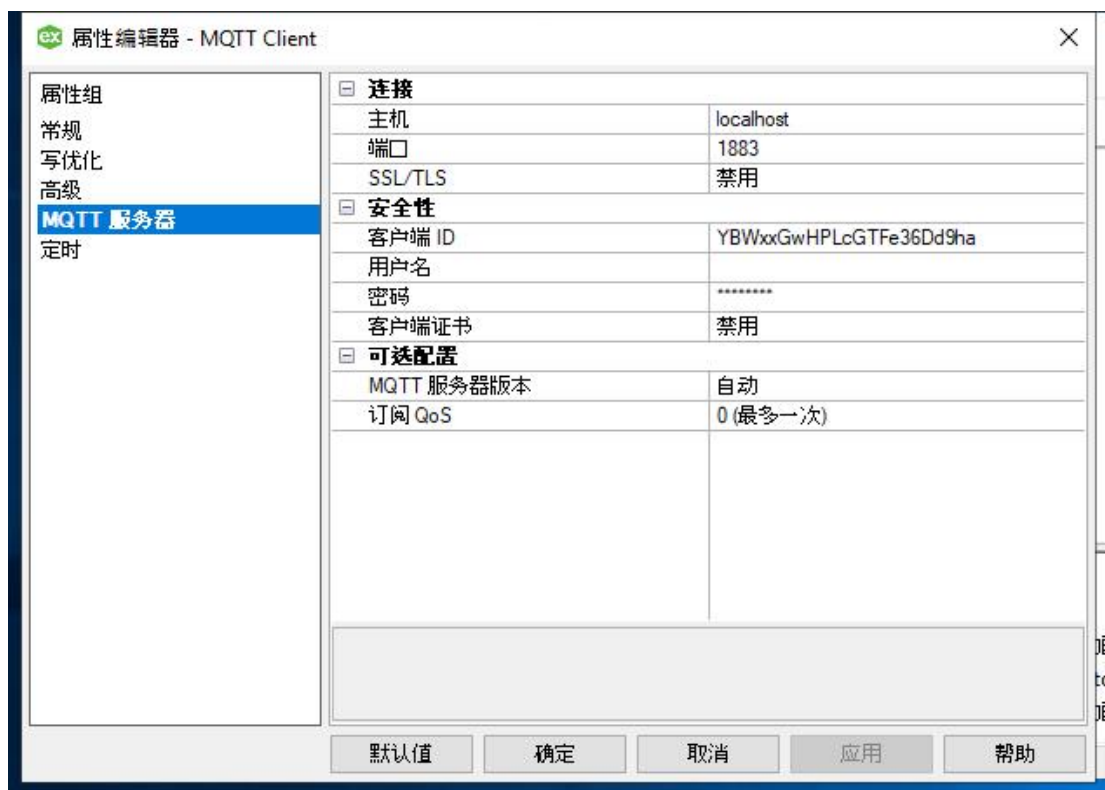 属性编辑器 - MQTT Client
属性组
常规
写优化
高级
MQTT 服务器
定时
连接
主机 localhost
端口 1883
SSL/TLS 禁用
安全性
客户端 ID YBWxxGwHPLcGTFe36Dd9ha
用户名
密码 ********
客户端证书 禁用
可选配置
MQTT 服务器版本 自动
订阅 QoS 0 (最多一次)
默认值 确定 取消 应用 帮助